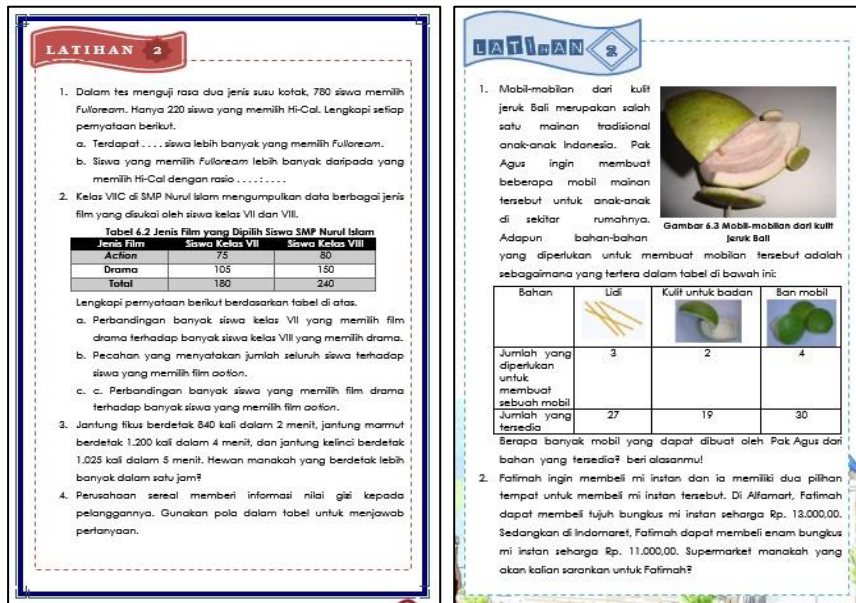 LATIHAN 2
1. Dalam tes menguji rasa dua jenis susu kotak, 780 siswa memilih
Fullcream. Hanya 220 siswa yang memilih Hi-Cal. Lengkapi setiap
pernyataan berikut.
a. Terdapat . . . . siswa lebih banyak yang memilih Fullcream.
b. Siswa yang memilih Fullcream lebih banyak daripada yang
memilih Hi-Cal dengan rasio . . . . : . . . .
2. Kelas VIIC di SMP Nurul Islam mengumpulkan data berbagai jenis
film yang disukai oleh siswa kelas VII dan VIII.
Tabel 6.2 Jenis Film yang Dipilih Siswa SMP Nurul Islam
Jenis Film Siswa Kelas VII Siswa Kelas VIII
Action 75 80
Drama 105 150
Total 180 240
Lengkapi pernyataan berikut berdasarkan tabel di atas.
a. Perbandingan banyak siswa kelas VII yang memilih film
drama terhadap banyak siswa kelas VIII yang memilih drama.
b. Pecahan yang menyatakan jumlah seluruh siswa terhadap
siswa yang memilih film action.
c. c. Perbandingan banyak siswa yang memilih film drama
terhadap banyak siswa yang memilih film action.
3. Jantung tikus berdetak 840 kali dalam 2 menit, jantung marmut
berdetak 1.200 kali dalam 4 menit, dan jantung kelinci berdetak
1.025 kali dalam 5 menit. Hewan manakah yang berdetak lebih
banyak dalam satu jam?
4. Perusahaan sereal memberi informasi nilai gizi kepada
pelanggannya. Gunakan pola dalam tabel untuk menjawab
pertanyaan.
LATIHAN 2
1. Mobil-mobilan dari kulit
jeruk Bali merupakan salah
satu mainan tradisional
anak-anak Indonesia. Pak
Agus ingin membuat
beberapa mobil mainan
tersebut untuk anak-anak
di sekitar rumahnya.
Adapun bahan-bahan
Gambar 6.3 Mobil-mobilan dari kulit
jeruk Bali
yang diperlukan untuk membuat mobilan tersebut adalah
sebagaimana yang tertera dalam tabel di bawah ini:
Bahan Lidi Kulit untuk badan Ban mobil
Jumlah yang
diperlukan
untuk
membuat
sebuah mobil
3 2 4
Jumlah yang
tersedia
27 19 30
Berapa banyak mobil yang dapat dibuat oleh Pak Agus dari
bahan yang tersedia? beri alasanmu!
2. Fatimah ingin membeli mi instan dan ia memiliki dua pilihan
tempat untuk membeli mi instan tersebut. Di Alfamart, Fatimah
dapat membeli tujuh bungkus mi instan seharga Rp. 13.000,00.
Sedangkan di Indomaret, Fatimah dapat membeli enam bungkus
mi instan seharga Rp. 11.000,00. Supermarket manakah yang
akan kalian sarankan untuk Fatimah?